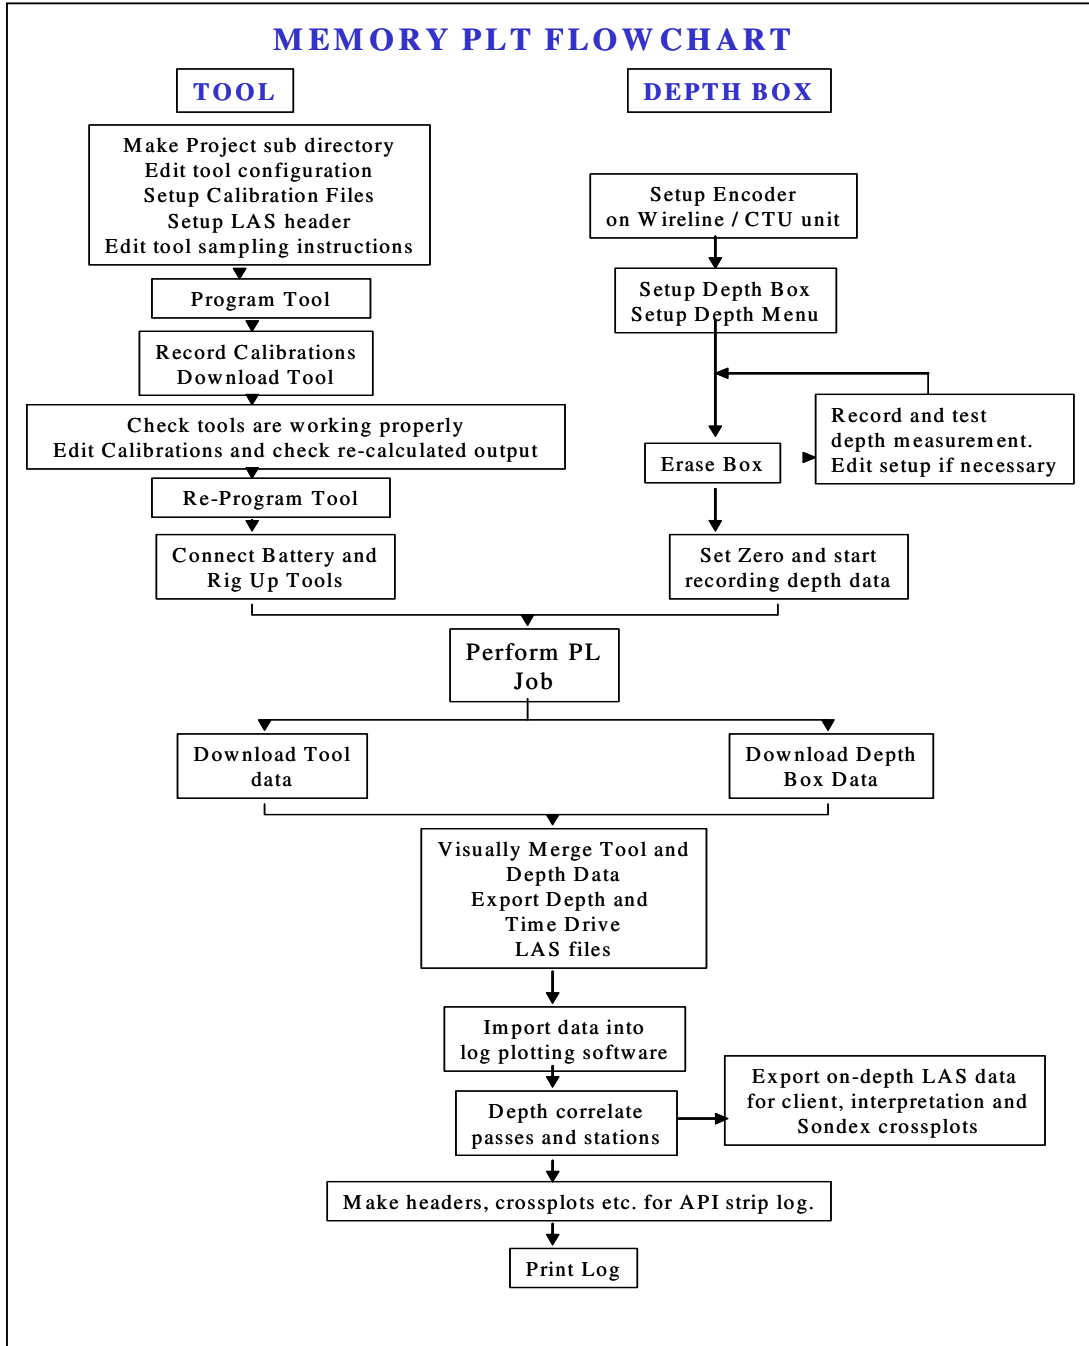 MEMORY PLT FLOWCHART
TOOL
Make Project sub directory
Edit tool configuration
Setup Calibration Files
Setup LAS header
Edit tool sampling instructions
Program Tool
Record Calibrations
Download Tool
Check tools are working properly
Edit Calibrations and check re-calculated output
Re-Program Tool
Connect Battery and
Rig Up Tools
DEPTH BOX
Setup Encoder
on Wireline / CTU unit
Setup Depth Box
Setup Depth Menu
Record and test
depth measurement.
Edit setup if necessary
Erase Box
Set Zero and start
recording depth data
Perform PL
Job
Download Tool
data
Download Depth
Box Data
Visually Merge Tool and
Depth Data
Export Depth and
Time Drive
LAS files
Import data into
log plotting software
Depth correlate
passes and stations
Export on-depth LAS data
for client, interpretation and
Sondex crossplots
Make headers, crossplots etc. for API strip log.
Print Log